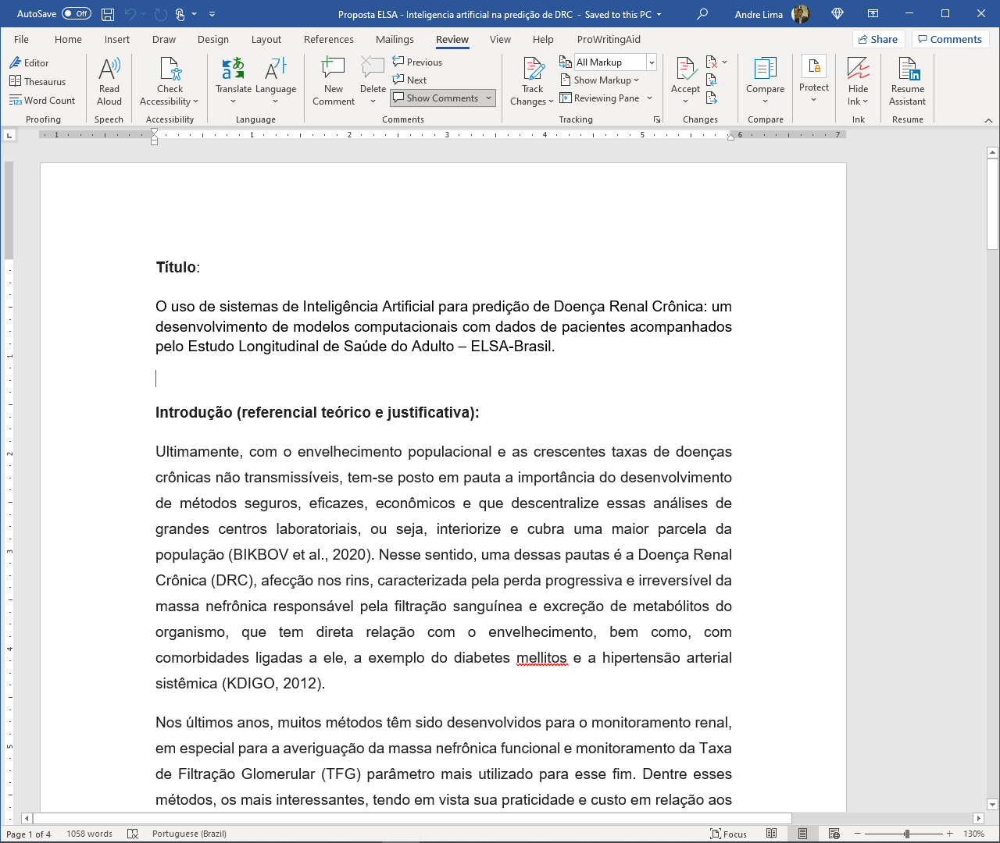 AutoSave Off Proposta ELSA - Inteligencia artificial na predição de DRC - Saved to this PC Andre Lima
File Home Insert Draw Design Layout References Mailings Review View Help ProWritingAid Share Comments
Editor
Thesaurus
Word Count
Proofing
Read
Aloud
Speech
Check
Accessibility
Accessibility
Translate Language
Language
New
Comment
Delete
Previous
Next
Show Comments
Comments
Track
Changes
All Markup
Show Markup
Reviewing Pane
Tracking
Accept
Changes
Compare
Compare
Protect
Hide
Ink
Ink
Resume
Assistant
Resume
1 1 2 3 4 5 6 7
Título:
O uso de sistemas de Inteligência Artificial para predição de Doença Renal Crônica: um
desenvolvimento de modelos computacionais com dados de pacientes acompanhados
pelo Estudo Longitudinal de Saúde do Adulto – ELSA-Brasil.
Introdução (referencial teórico e justificativa):
Ultimamente, com o envelhecimento populacional e as crescentes taxas de doenças
crônicas não transmissíveis, tem-se posto em pauta a importância do desenvolvimento
de métodos seguros, eficazes, econômicos e que descentralize essas análises de
grandes centros laboratoriais, ou seja, interiorize e cubra uma maior parcela da
população (BIKBOV et al., 2020). Nesse sentido, uma dessas pautas é a Doença Renal
Crônica (DRC), afecção nos rins, caracterizada pela perda progressiva e irreversível da
massa nefrônica responsável pela filtração sanguínea e excreção de metabólitos do
organismo, que tem direta relação com o envelhecimento, bem como, com
comorbidades ligadas a ele, a exemplo do diabetes mellitos e a hipertensão arterial
sistêmica (KDIGO, 2012).
Nos últimos anos, muitos métodos têm sido desenvolvidos para o monitoramento renal,
em especial para a averiguação da massa nefrônica funcional e monitoramento da Taxa
de Filtração Glomerular (TFG) parâmetro mais utilizado para esse fim. Dentre esses
métodos, os mais interessantes, tendo em vista sua praticidade e custo em relação aos
1
2
3
4
5
Page 1 of 4 1058 words Portuguese (Brazil) Focus 130%